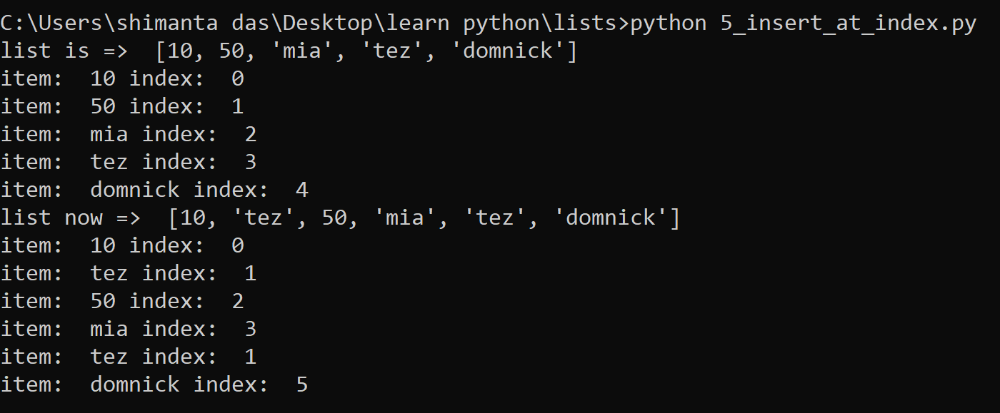 C:\Users\shimanta das\Desktop\learn python\lists>python 5_insert_at_index.py
list is =>  [10, 50, 'mia', 'tez', 'domnick']
item:  10 index:  0
item:  50 index:  1
item:  mia index:  2
item:  tez index:  3
item:  domnick index:  4
list now =>  [10, 'tez', 50, 'mia', 'tez', 'domnick']
item:  10 index:  0
item:  tez index:  1
item:  50 index:  2
item:  mia index:  3
item:  tez index:  1
item:  domnick index:  5